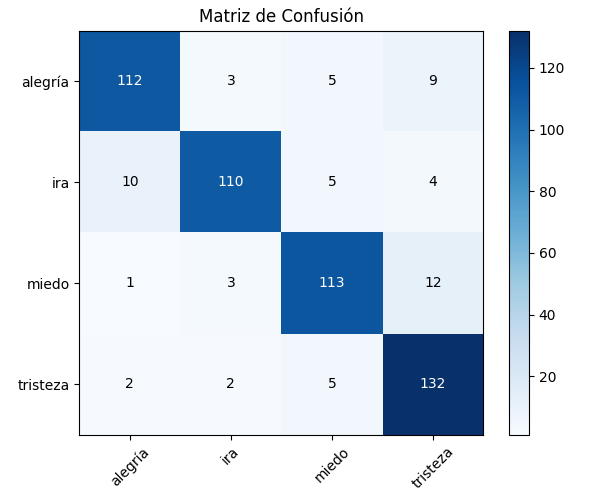 Matriz de Confusión
alegría 112 3 5 9
ira 10 110 5 4
miedo 1 3 113 12
tristeza 2 2 5 132
alegría ira miedo tristeza
120
100
80
60
40
20